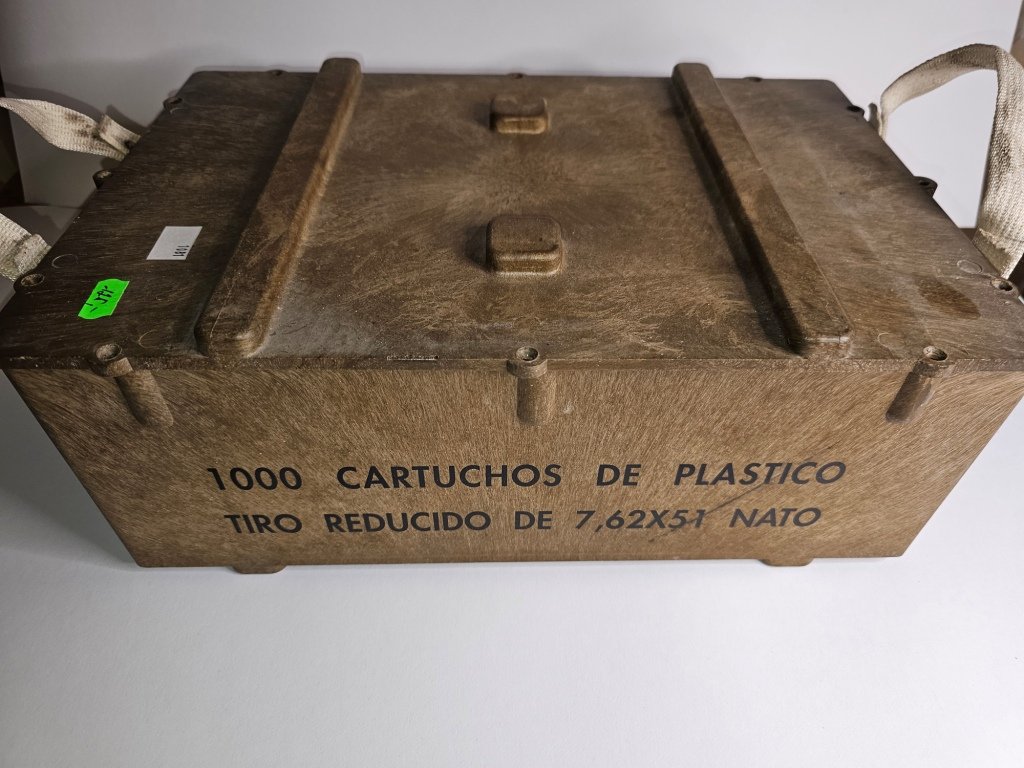 1000 CARTUCHOS DE PLASTICO
TIRO REDUCIDO DE 7,62X51 NATO